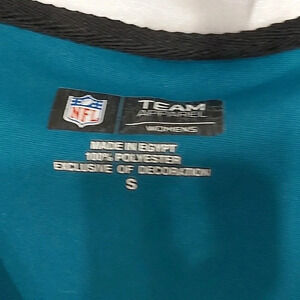 NFL
TEAM
APPAREL
WOMENS
MADE IN EGYPT
100% POLYESTER
EXCLUSIVE OF DECORATION
S